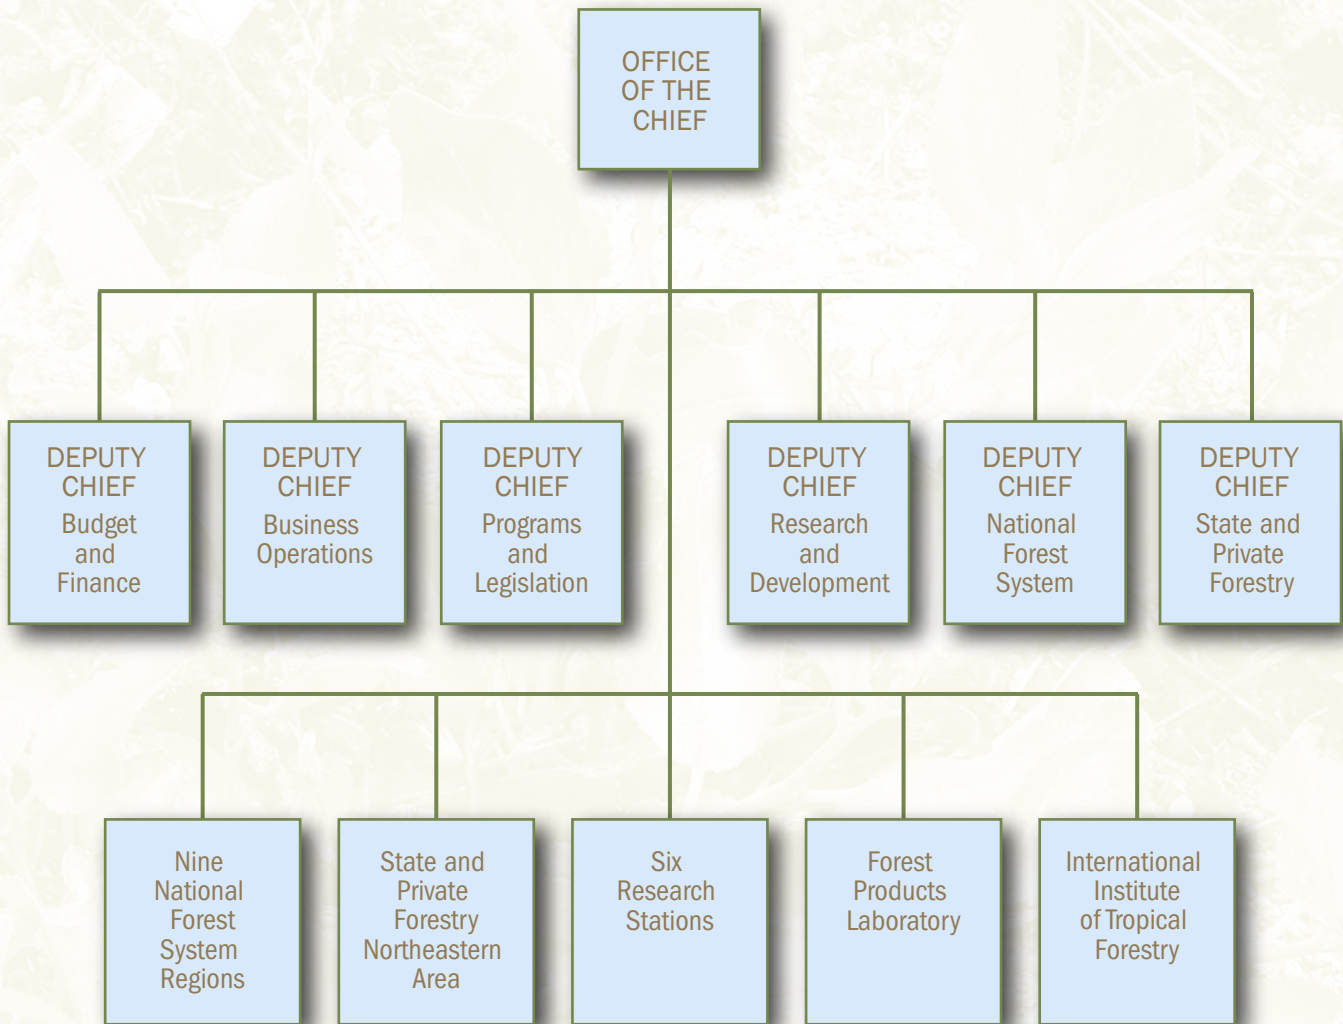 OFFICE
OF THE
CHIEF
DEPUTY
CHIEF
Budget
and
Finance
DEPUTY
CHIEF
Business
Operations
DEPUTY
CHIEF
Programs
and
Legislation
DEPUTY
CHIEF
Research
and
Development
DEPUTY
CHIEF
National
Forest
System
DEPUTY
CHIEF
State and
Private
Forestry
Nine
National
Forest
System
Regions
State and
Private
Forestry
Northeastern
Area
Six
Research
Stations
Forest
Products
Laboratory
International
Institute
of Tropical
Forestry